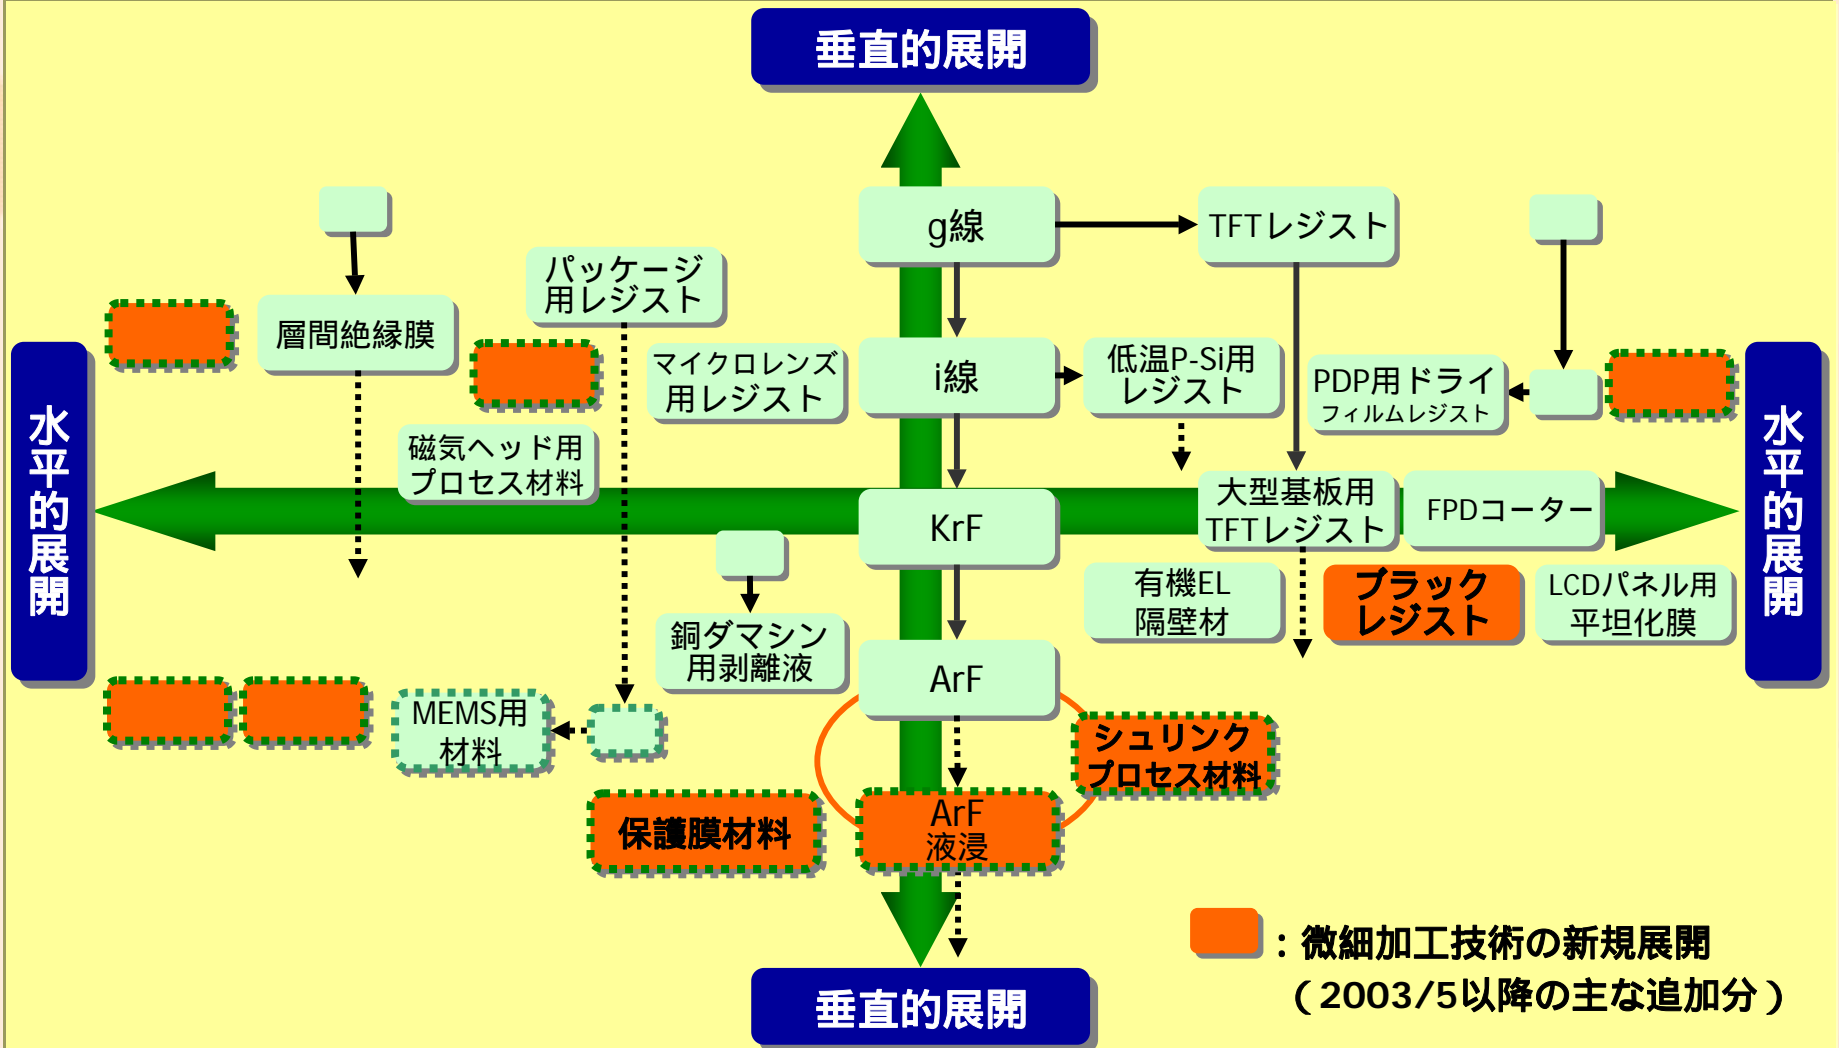 垂直的展開
g線
TFTレジスト
パッケージ
用レジスト
層間絶縁膜
マイクロレンズ
用レジスト
i線
低温P-Si用
レジスト
PDP用ドライ
フィルムレジスト
水平的展開
水平的展開
磁気ヘッド用
プロセス材料
KrF
大型基板用
TFTレジスト
FPDコーター
有機EL
隔壁材
ブラック
レジスト
LCDパネル用
平坦化膜
銅ダマシン
用剥離液
ArF
MEMS用
材料
シュリンク
プロセス材料
保護膜材料
ArF
液浸
：微細加工技術の新規展開
（2003/5以降の主な追加分）
垂直的展開